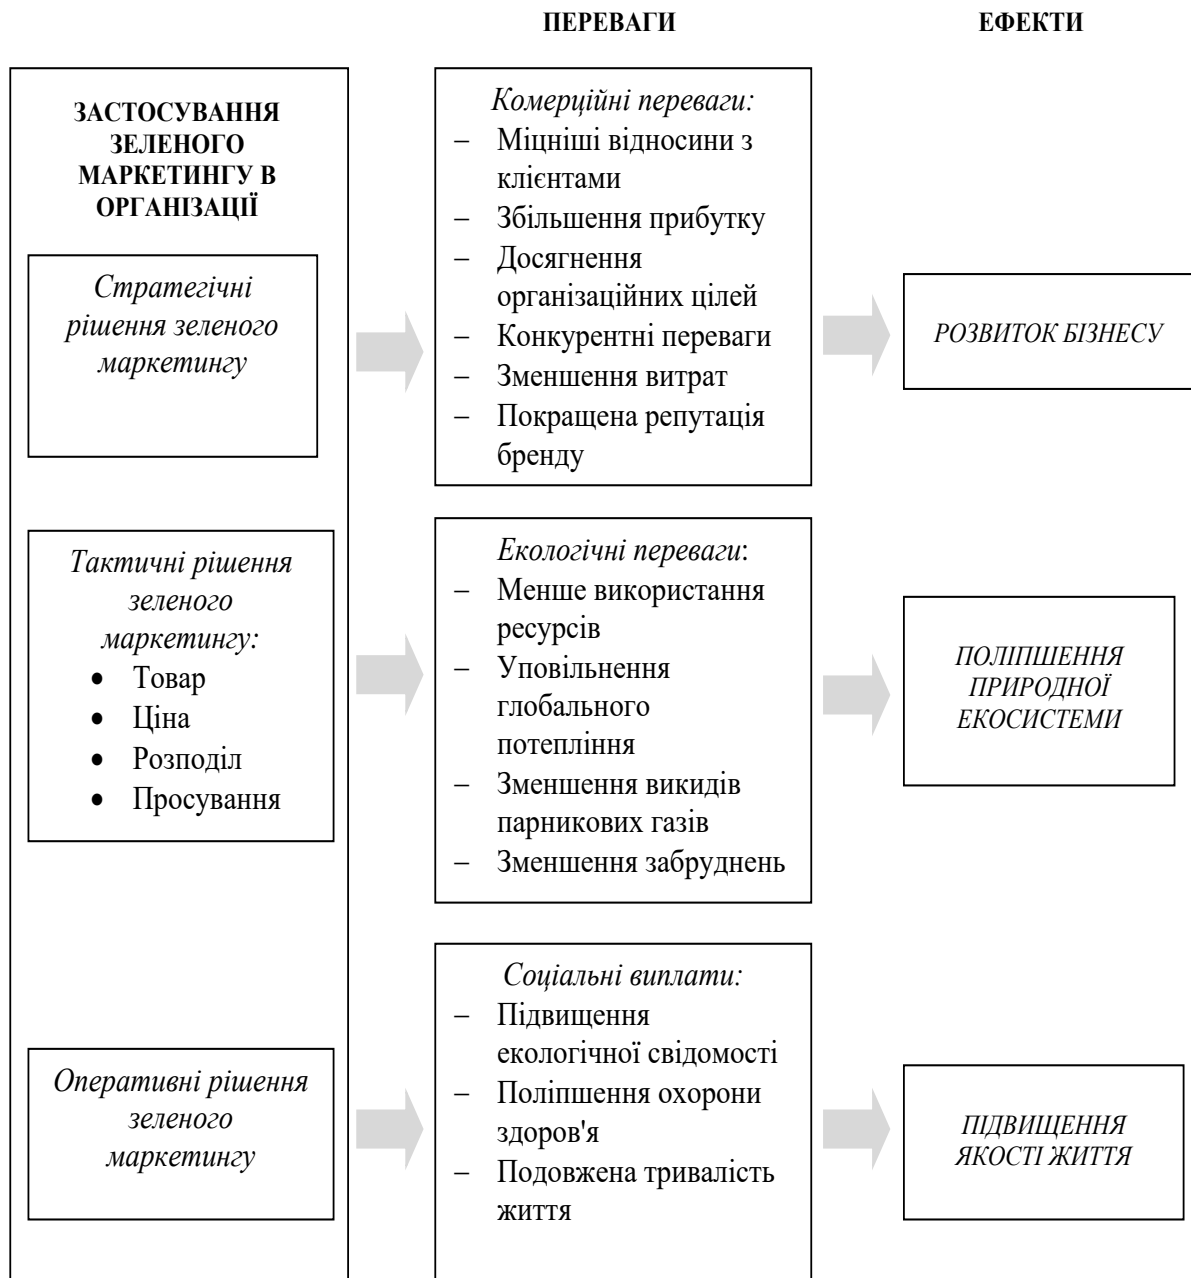 ПЕРЕВАГИ
ЕФЕКТИ
ЗАСТОСУВАННЯ
ЗЕЛЕНОГО
МАРКЕТИНГУ В
ОРГАНІЗАЦІЇ
Стратегічні
рішення зеленого
маркетингу
Тактичні рішення
зеленого
маркетингу:
• Товар
• Ціна
• Розподіл
• Просування
Оперативні рішення
зеленого
маркетингу
Комерційні переваги:
– Міцніші відносини з
клієнтами
– Збільшення прибутку
– Досягнення
організаційних цілей
– Конкурентні переваги
– Зменшення витрат
– Покращена репутація
бренду
Екологічні переваги:
– Менше використання
ресурсів
– Уповільнення
глобального
потепління
– Зменшення викидів
парникових газів
– Зменшення забруднень
Соціальні виплати:
– Підвищення
екологічної свідомості
– Поліпшення охорони
здоров'я
– Подовжена тривалість
життя
РОЗВИТОК БІЗНЕСУ
ПОЛІПШЕННЯ
ПРИРОДНОЇ
ЕКОСИСТЕМИ
ПІДВИЩЕННЯ
ЯКОСТІ ЖИТТЯ